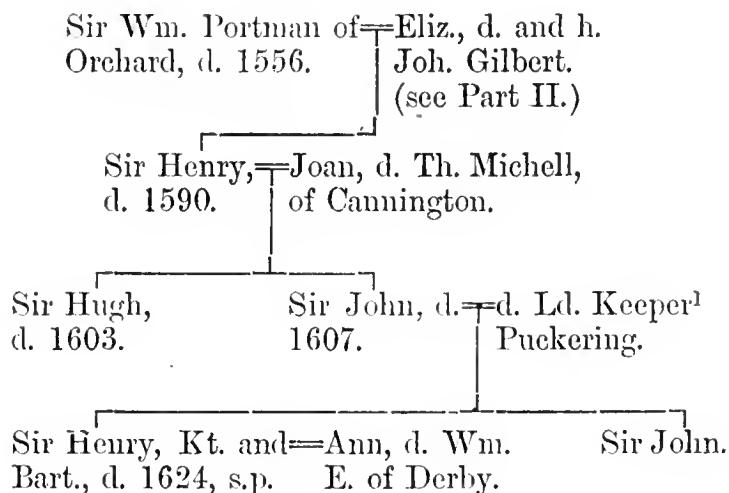 Sir Wm. Portman of Eliz., d. and h.
Orchard, d. 1556. Joh. Gilbert.
(see Part II.)
Sir Henry, Joan, d. Th. Michell,
d. 1590. of Cannington.
Sir Hugh, Sir John, d. d. Ld. Keeper¹
d. 1603. 1607. Puckering.
Sir Henry, Kt. and Ann, d. Wm. Sir John.
Bart., d. 1624, s.p. E. of Derby.